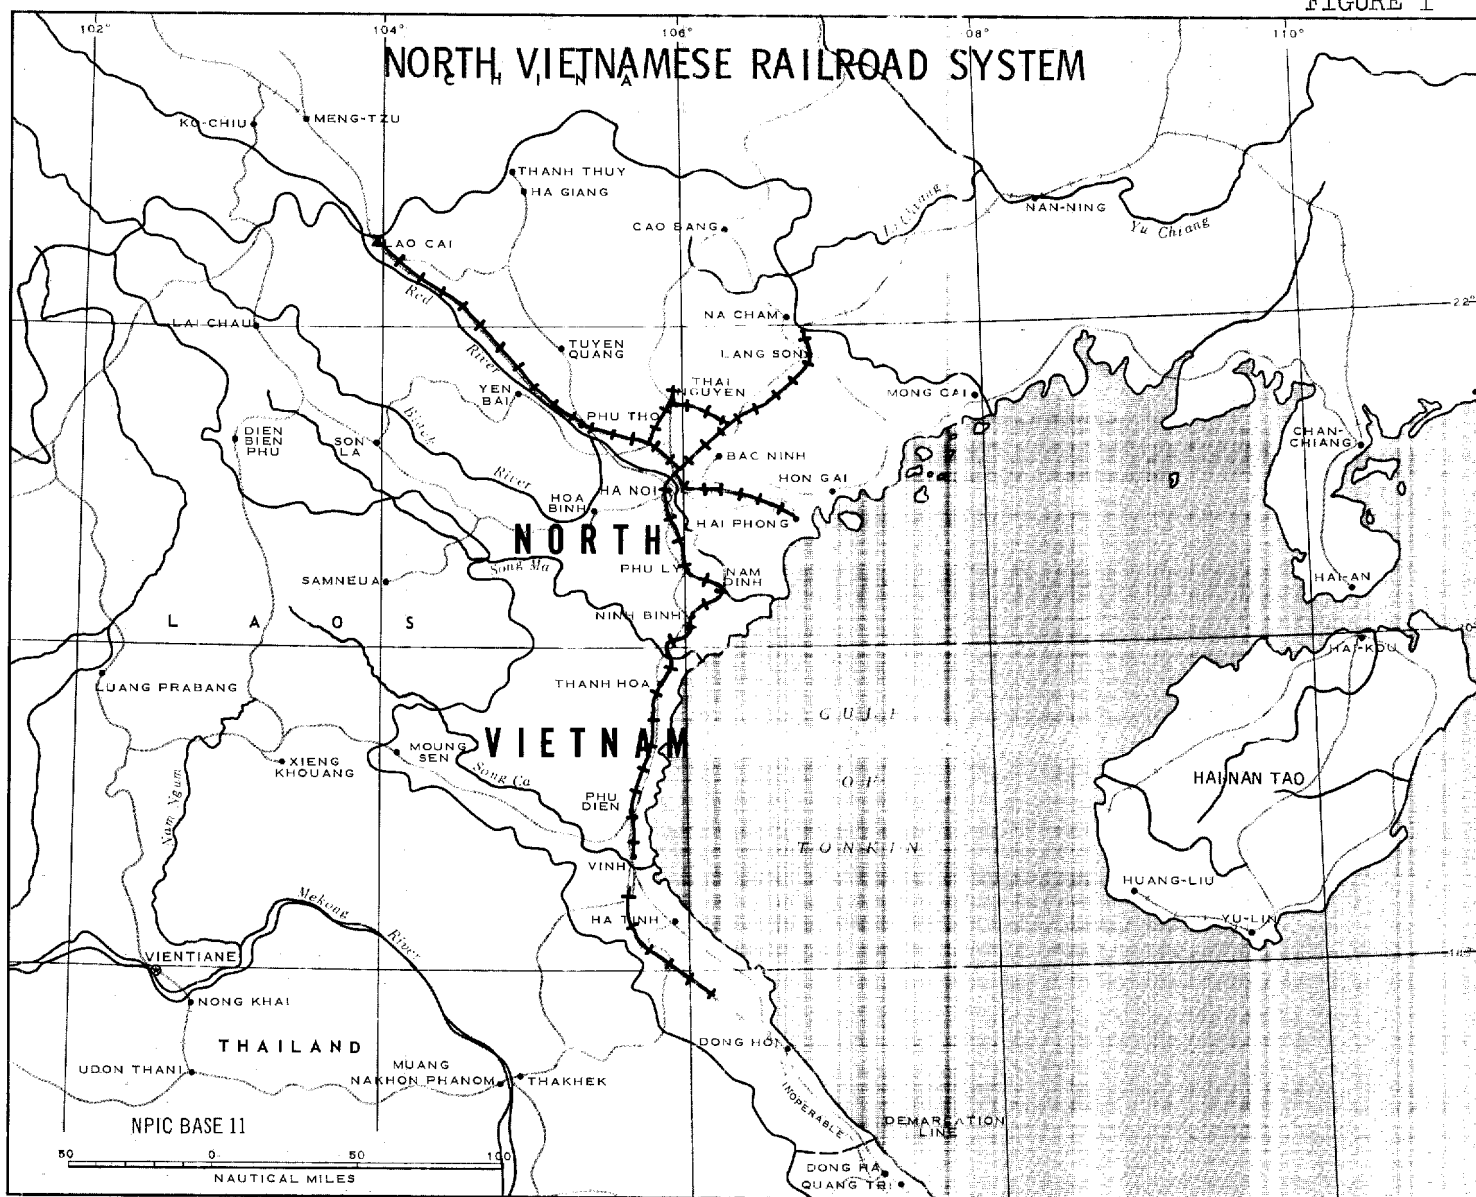 FIGURE 1
102°
104°
106°
108°
110°
NORTH VIETNAMESE RAILROAD SYSTEM
CHINA
KO-CHIU
MENG-TZU
THANH THUY
HA GIANG
CAO BANG
NAN-NING
Yu Chiang
LAO CAI
Red
River
NA CHAM
22°
LAI CHAU
TUYEN
QUANG
LANG SON
YEN
BAI
THAI
NGUYEN
MONG CAI
PHU THO
Black
River
DIEN
BIEN
PHU
SON
LA
CHAN-
CHIANG
BAC NINH
HON GAI
HA NOI
HOA
BINH
HAI PHONG
NORTH
Song Ma
PHU LY
NAM
DINH
SAMNEUA
HAI-AN
NINH BINH
LAOS
HAI-KOU
LUANG PRABANG
THANH HOA
GULF
VIETNAM
MOUNG
SEN
Song Ca
XIENG
KHOUANG
OF
HAI-NAN TAO
Nam Ngum
PHU
DIEN
TONKIN
VINH
HUANG-LIU
Mekong
River
HA TINH
YU-LIN
VIENTIANE
18°
NONG KHAI
THAILAND
DONG HOI
UDON THANI
MUANG
NAKHON PHANOM
THAKHEK
INOPERABLE
DEMARCATION
LINE
NPIC BASE 11
50 0 50 100
NAUTICAL MILES
DONG HA
QUANG TRI